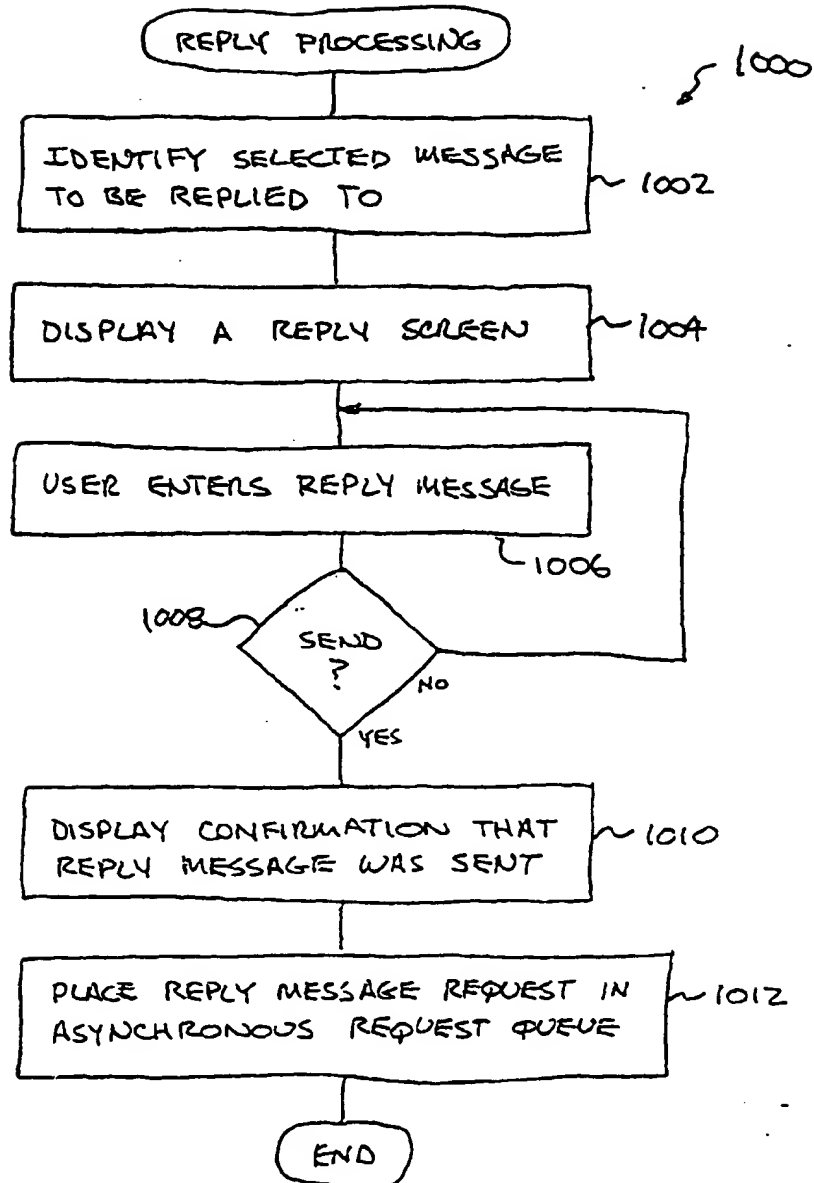 REPLY PROCESSING
1000
IDENTIFY SELECTED MESSAGE
TO BE REPLIED TO
1002
DISPLAY A REPLY SCREEN
1004
USER ENTERS REPLY MESSAGE
1006
1008
SEND
?
NO
YES
DISPLAY CONFIRMATION THAT
REPLY MESSAGE WAS SENT
1010
PLACE REPLY MESSAGE REQUEST IN
ASYNCHRONOUS REQUEST QUEUE
1012
END